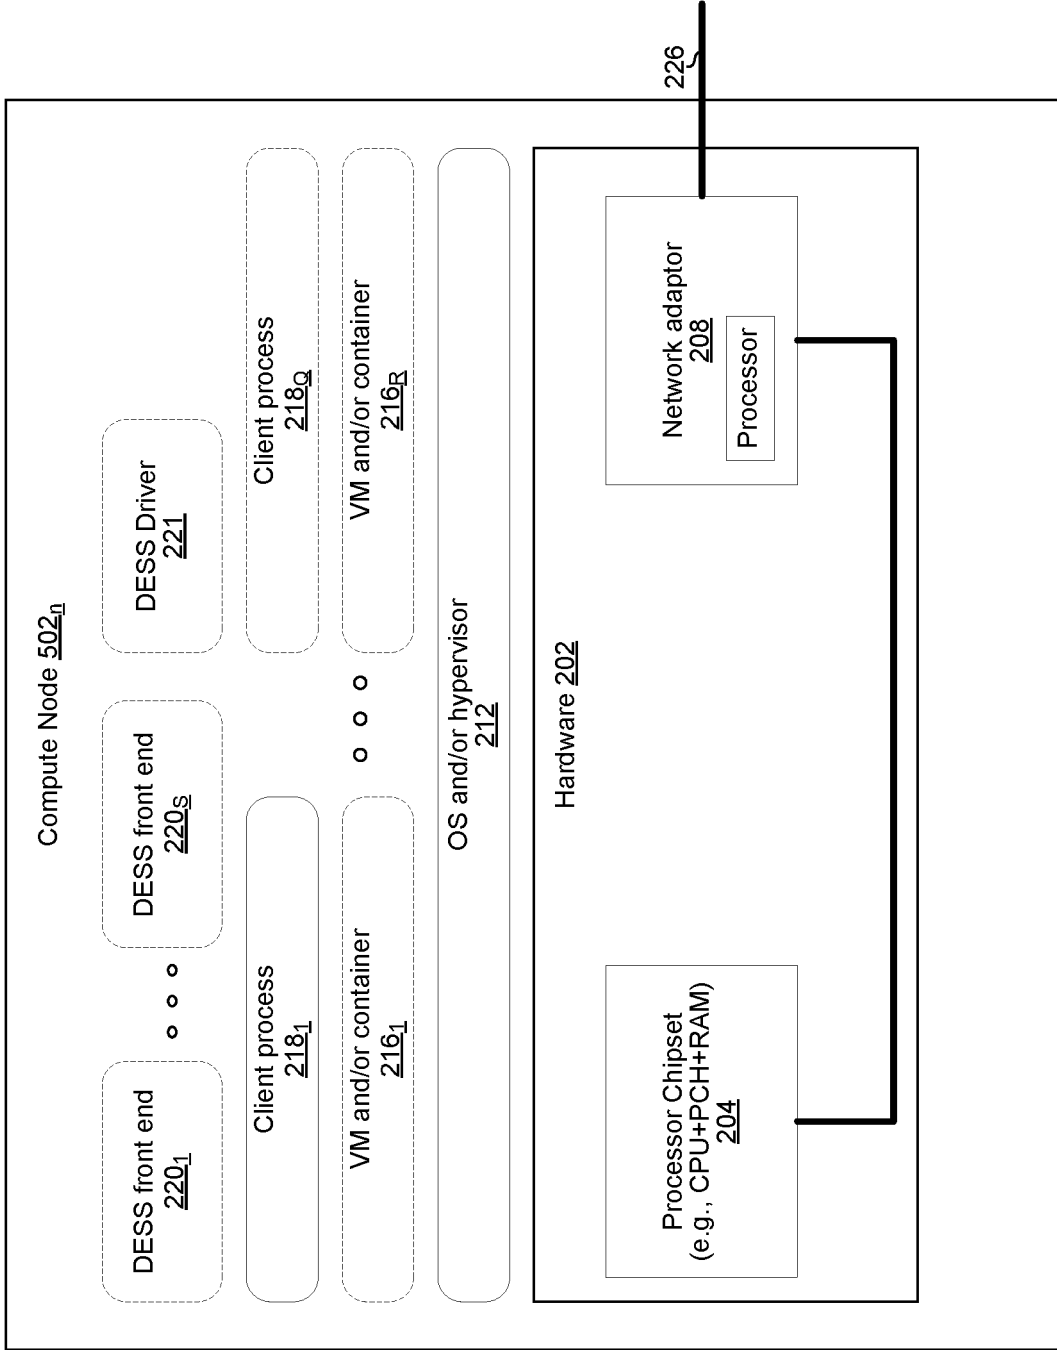 Compute Node 502n
DESS front end
220₁
DESS front end
220S
DESS Driver
221
Client process
218₁
Client process
218Q
VM and/or container
216₁
VM and/or container
216R
OS and/or hypervisor
212
Hardware 202
Processor Chipset
(e.g., CPU+PCH+RAM)
204
Network adaptor
208
Processor
226